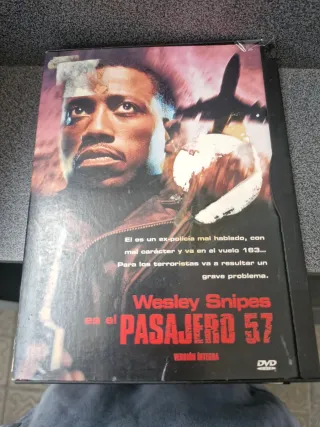 El es un ex-policía mal hablado, con
mal carácter y va en el vuelo 163...
Para los terroristas va a resultar un
grave problema.
Wesley Snipes
es el
PASAJERO 57
VERSIÓN ÍNTEGRA
DVD